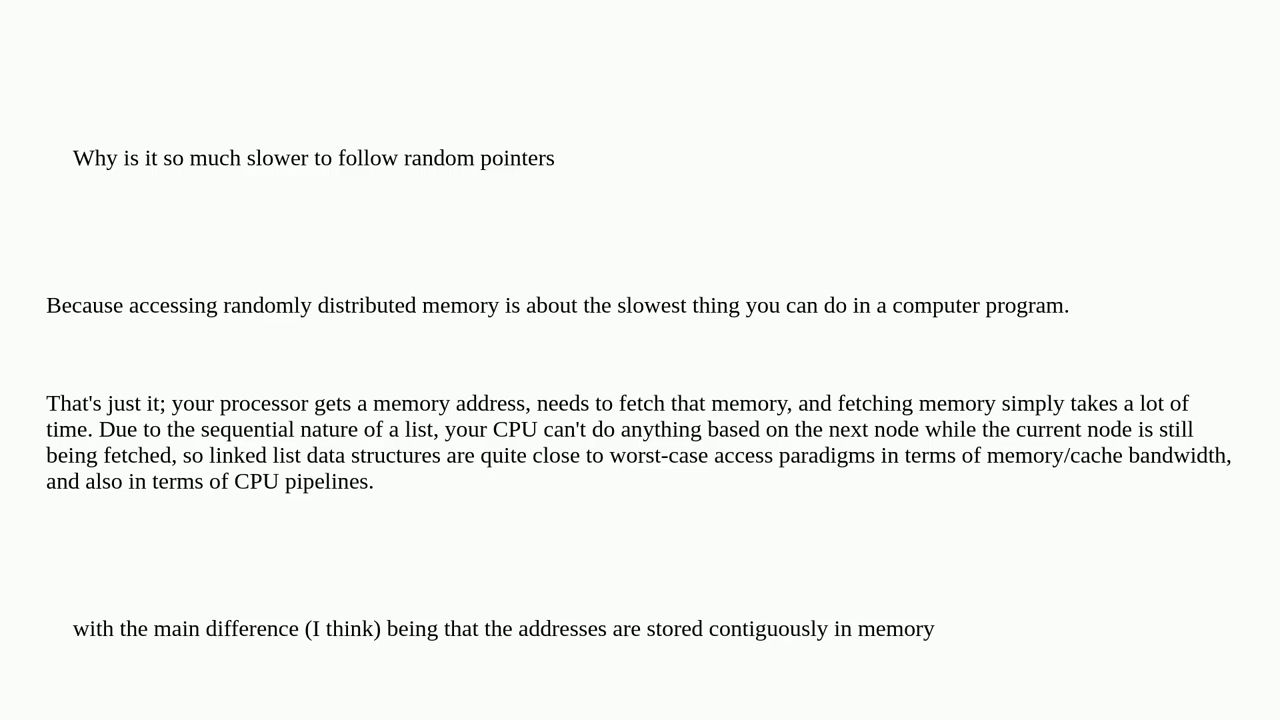 Why is it so much slower to follow random pointers
Because accessing randomly distributed memory is about the slowest thing you can do in a computer program.
That's just it; your processor gets a memory address, needs to fetch that memory, and fetching memory simply takes a lot of
time. Due to the sequential nature of a list, your CPU can't do anything based on the next node while the current node is still
being fetched, so linked list data structures are quite close to worst-case access paradigms in terms of memory/cache bandwidth,
and also in terms of CPU pipelines.
with the main difference (I think) being that the addresses are stored contiguously in memory